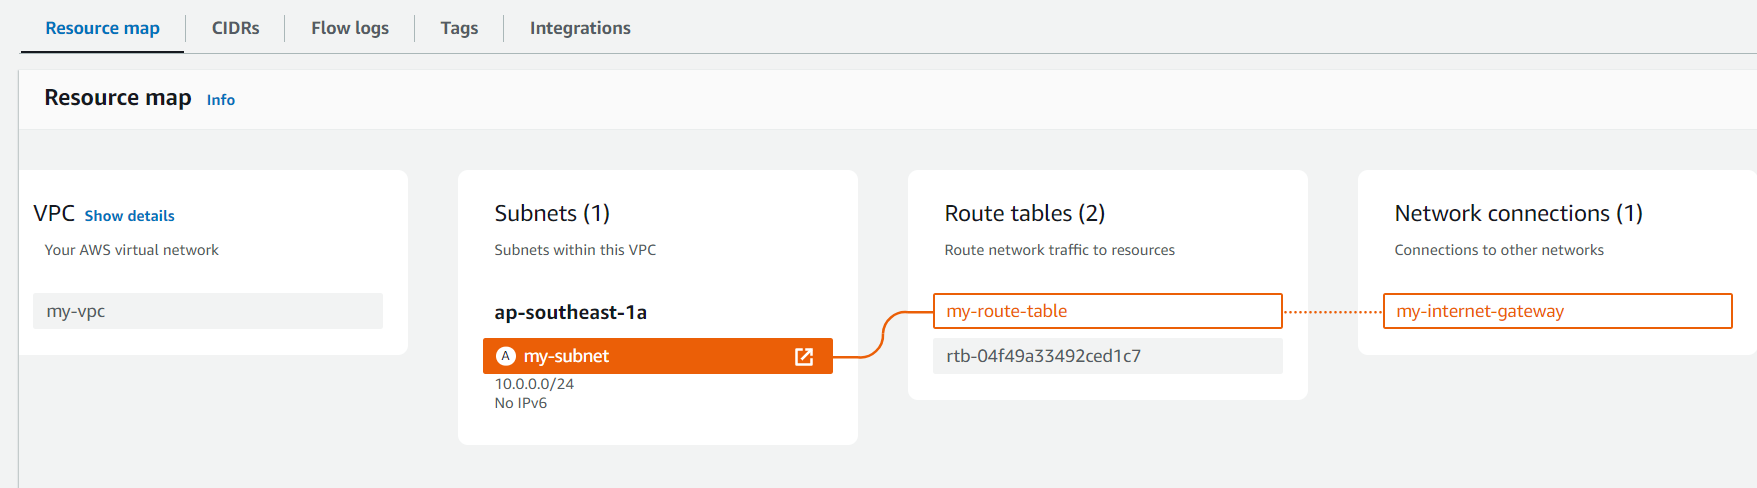 Resource map
CIDRs
Flow logs
Tags
Integrations
Resource map Info
VPC Show details
Your AWS virtual network
my-vpc
Subnets (1)
Subnets within this VPC
ap-southeast-1a
A my-subnet
10.0.0.0/24
No IPv6
Route tables (2)
Route network traffic to resources
my-route-table
rtb-04f49a33492ced1c7
Network connections (1)
Connections to other networks
my-internet-gateway